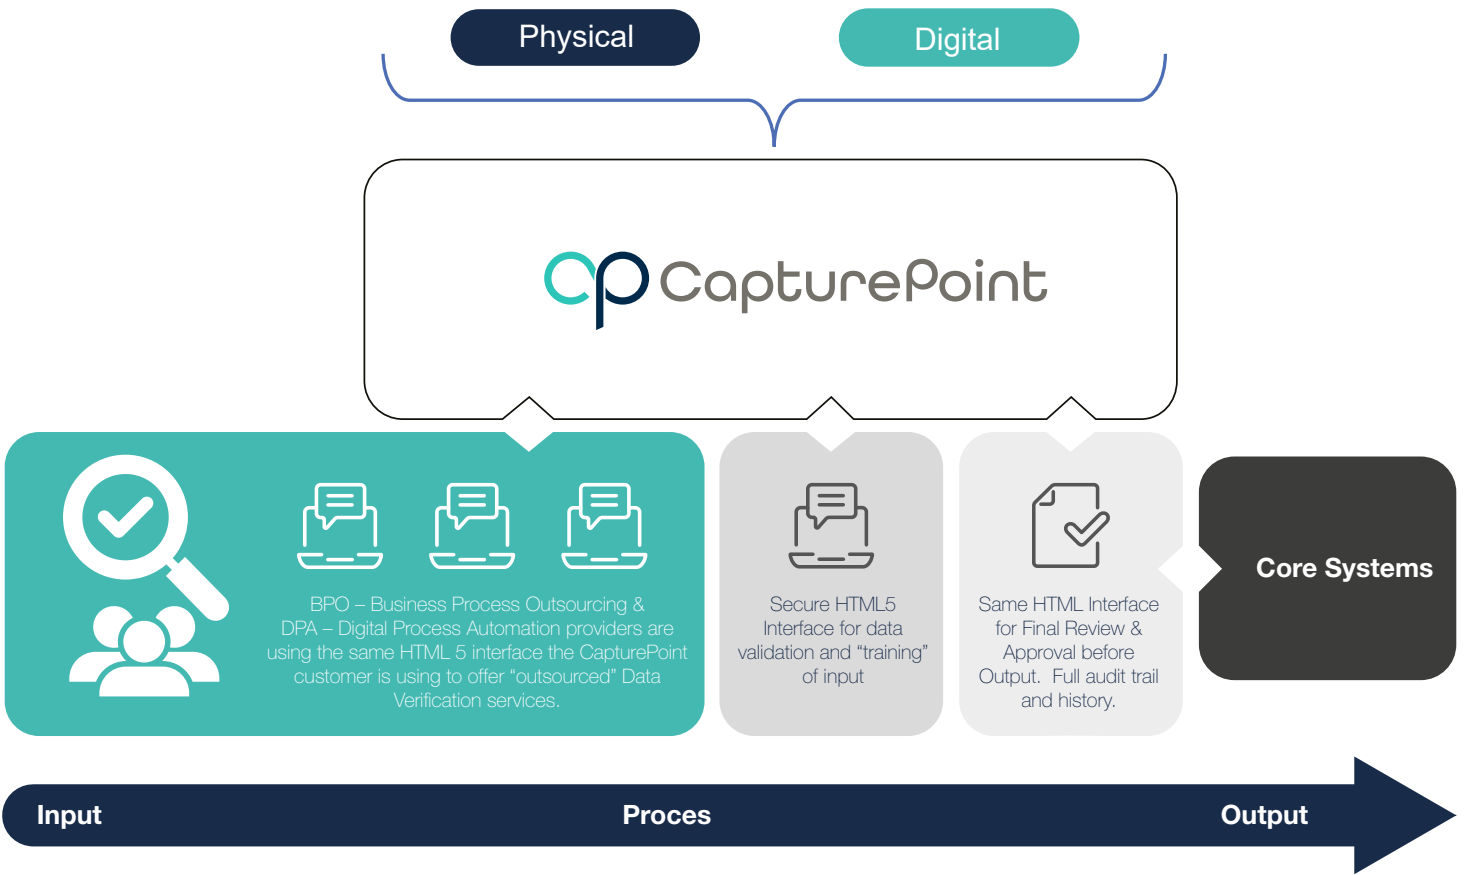 Physical
Digital
CapturePoint
BPO – Business Process Outsourcing &
DPA – Digital Process Automation providers are
using the same HTML 5 interface the CapturePoint
customer is using to offer “outsourced” Data
Verification services.
Secure HTML5
Interface for data
validation and “training”
of input
Same HTML Interface
for Final Review &
Approval before
Output. Full audit trail
and history.
Core Systems
Input
Proces
Output